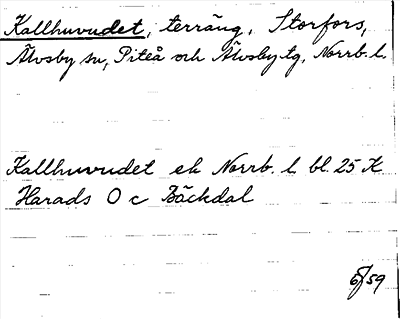 Kallhuvudet, terräng, Storfors,
Älvsby sn, Piteå och Älvsby tg, Norrb. l.
Kallhuvudet ek Norrb. l bl. 25 K
Harads O c Bäckdal
6/59